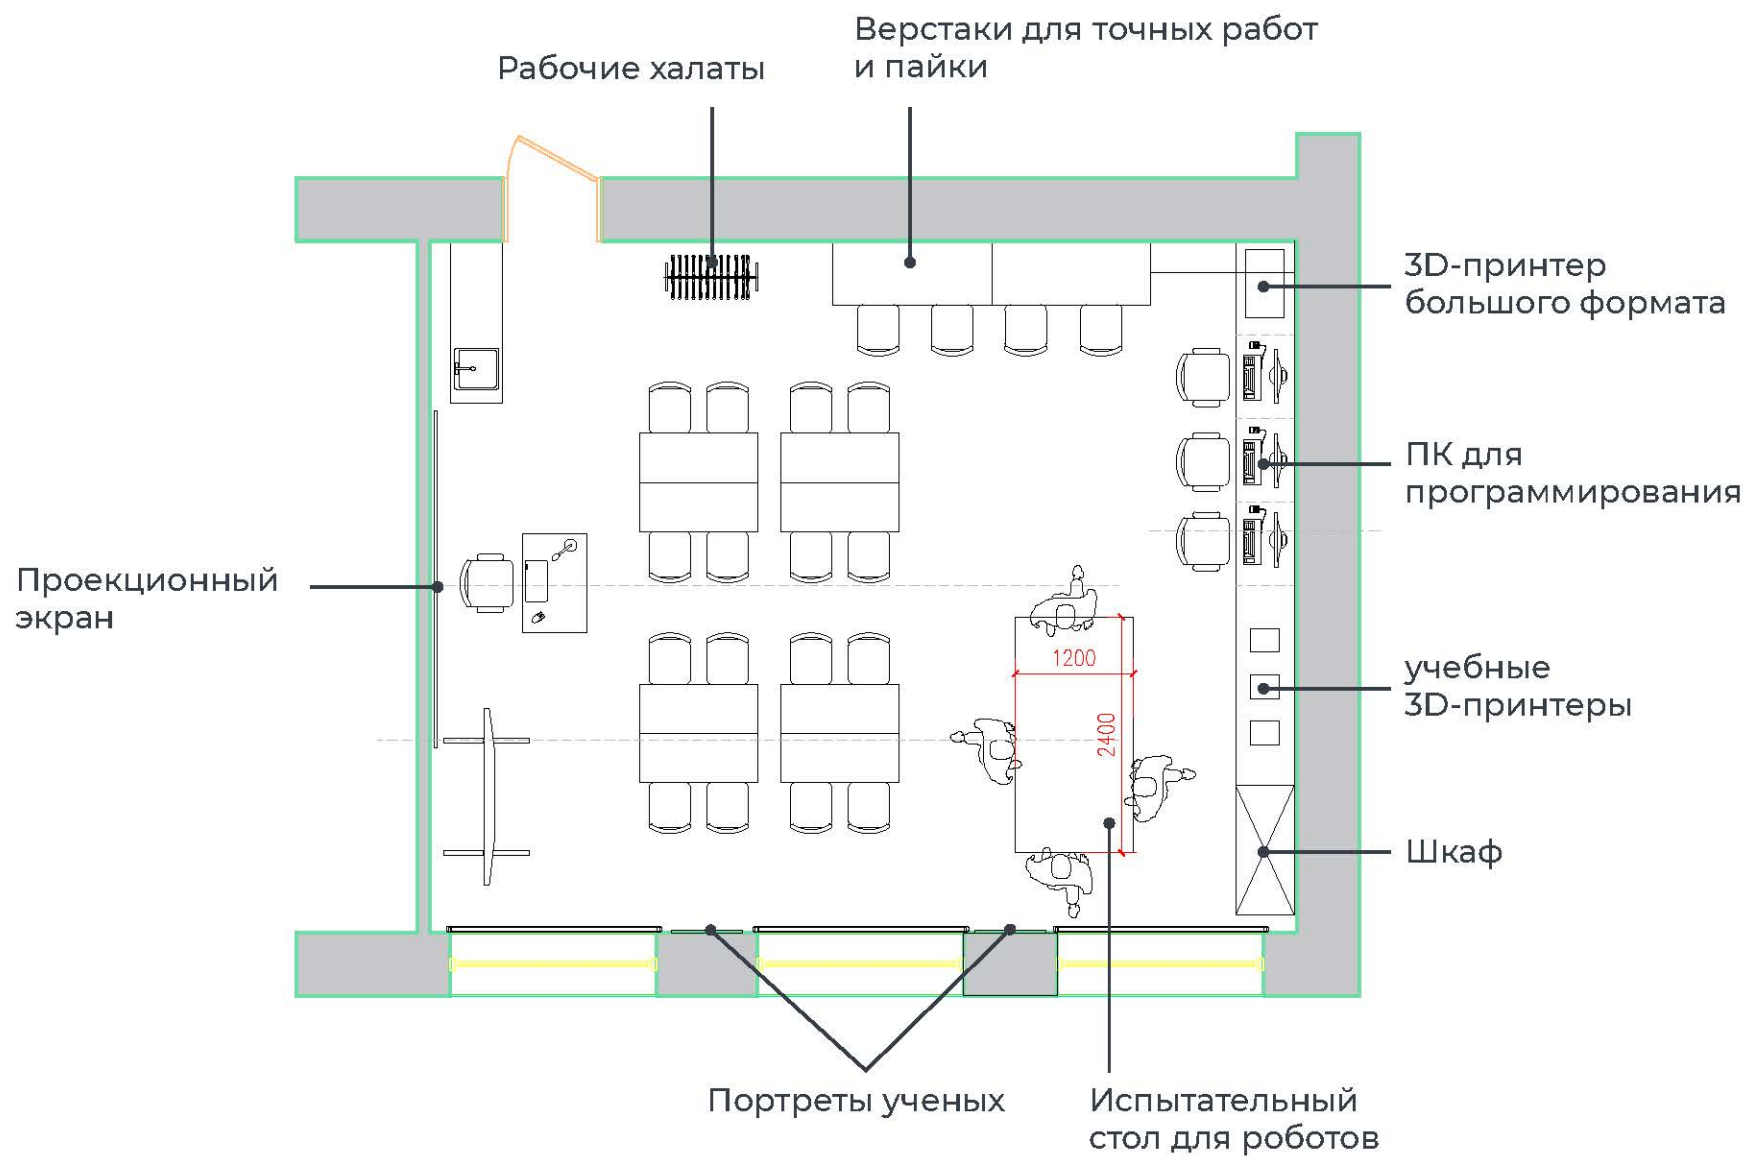 Верстаки для точных работ
и пайки
Рабочие халаты
3D-принтер
большого формата
ПК для
программирования
Проекционный
экран
1200
2400
учебные
3D-принтеры
Шкаф
Портреты ученых
Испытательный
стол для роботов